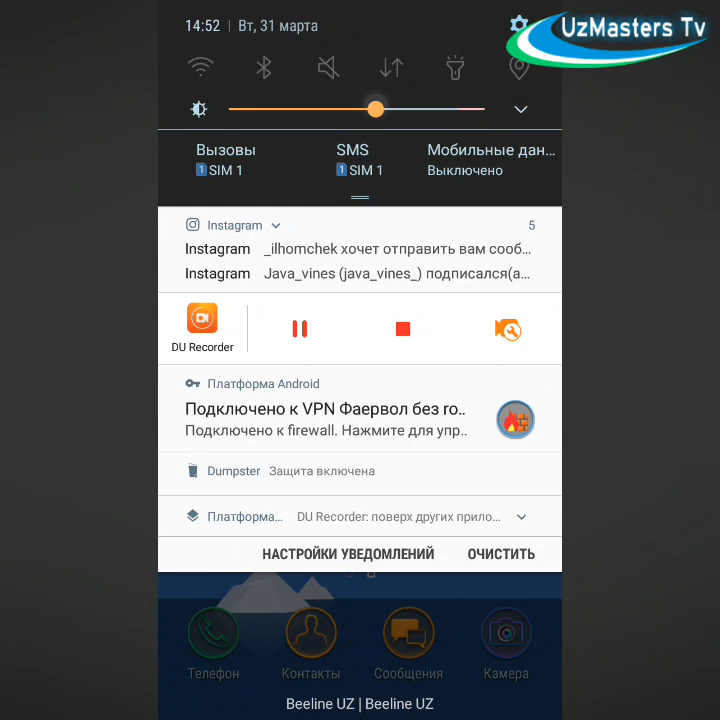 14:52 | Вт, 31 марта
UzMasters Tv
Вызовы
1 SIM 1
SMS
1 SIM 1
Мобильные дан...
Выключено
Instagram
5
Instagram _ilhomchek хочет отправить вам сооб...
Instagram Java_vines (java_vines_) подписался(а...
DU Recorder
Платформа Android
Подключено к VPN Фаервол без ro..
Подключено к firewall. Нажмите для упр..
Dumpster Защита включена
Платформа... DU Recorder: поверх других прило...
НАСТРОЙКИ УВЕДОМЛЕНИЙ ОЧИСТИТЬ
Телефон
Контакты
Сообщения
Камера
Beeline UZ | Beeline UZ